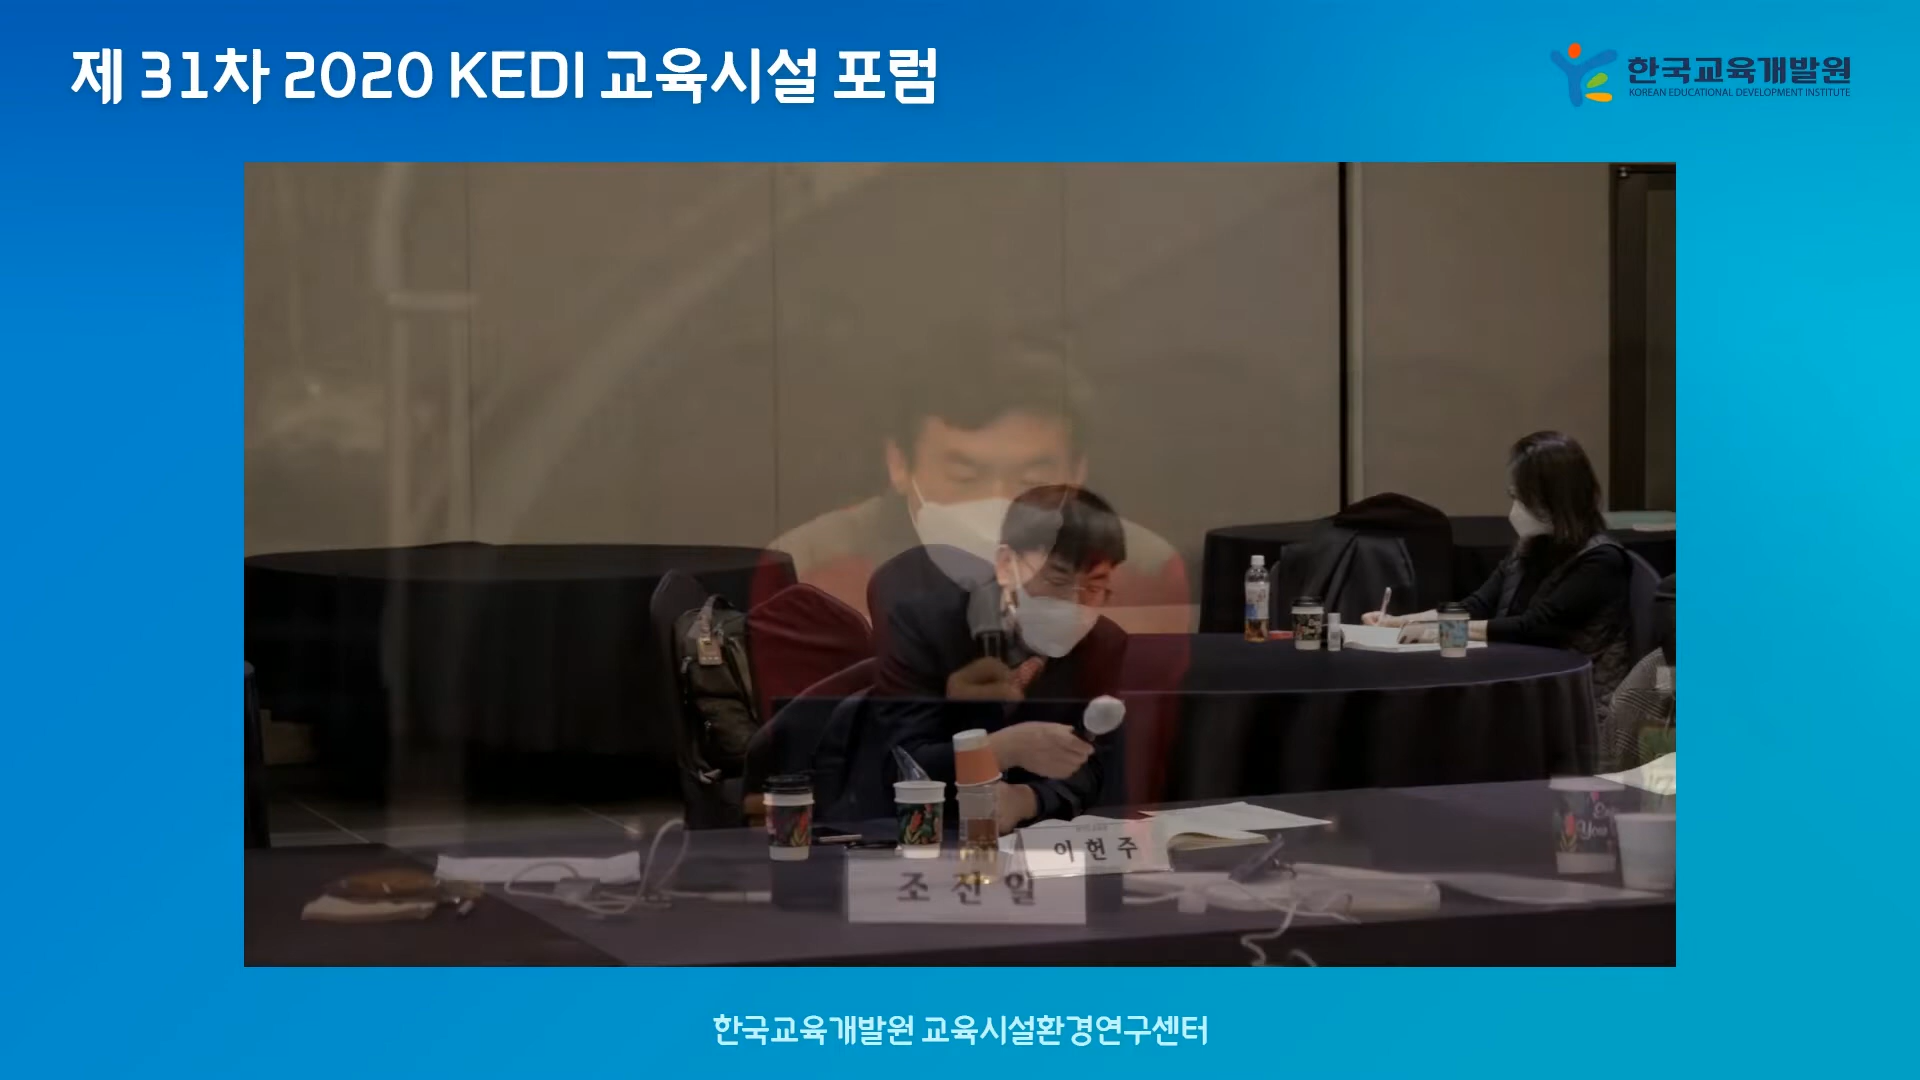 제 31차 2020 KEDI 교육시설 포럼
한국교육개발원
KOREAN EDUCATIONAL DEVELOPMENT INSTITUTE
이헌주
조진일
한국교육개발원 교육시설환경연구센터